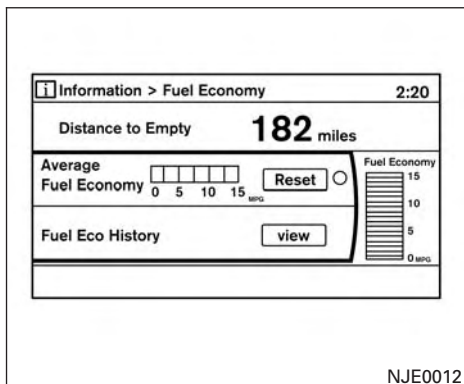 i Information > Fuel Economy 2:20
Distance to Empty 182 miles
Average
Fuel Economy 0 5 10 15 MPG Reset
Fuel Eco History view
Fuel Economy
15
10
5
0 MPG
NJE0012